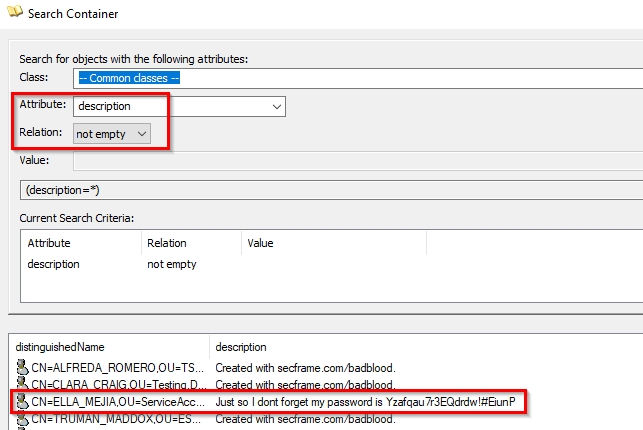 Search Container
Search for objects with the following attributes:
Class: -- Common classes --
Attribute: description
Relation: not empty
Value:
(description=*)
Current Search Criteria:
Attribute Relation Value
description not empty
distinguishedName description
CN=ALFREDA_ROMERO,OU=TS... Created with secframe.com/badblood.
CN=CLARA_CRAIG,OU=Testing,D... Created with secframe.com/badblood.
CN=ELLA_MEJIA,OU=ServiceAcc... Just so I dont forget my password is Yzafqau7r3EQdrdw!#EiunP
CN=TRUMAN_MADDOX,OU=ES... Created with secframe.com/badblood.